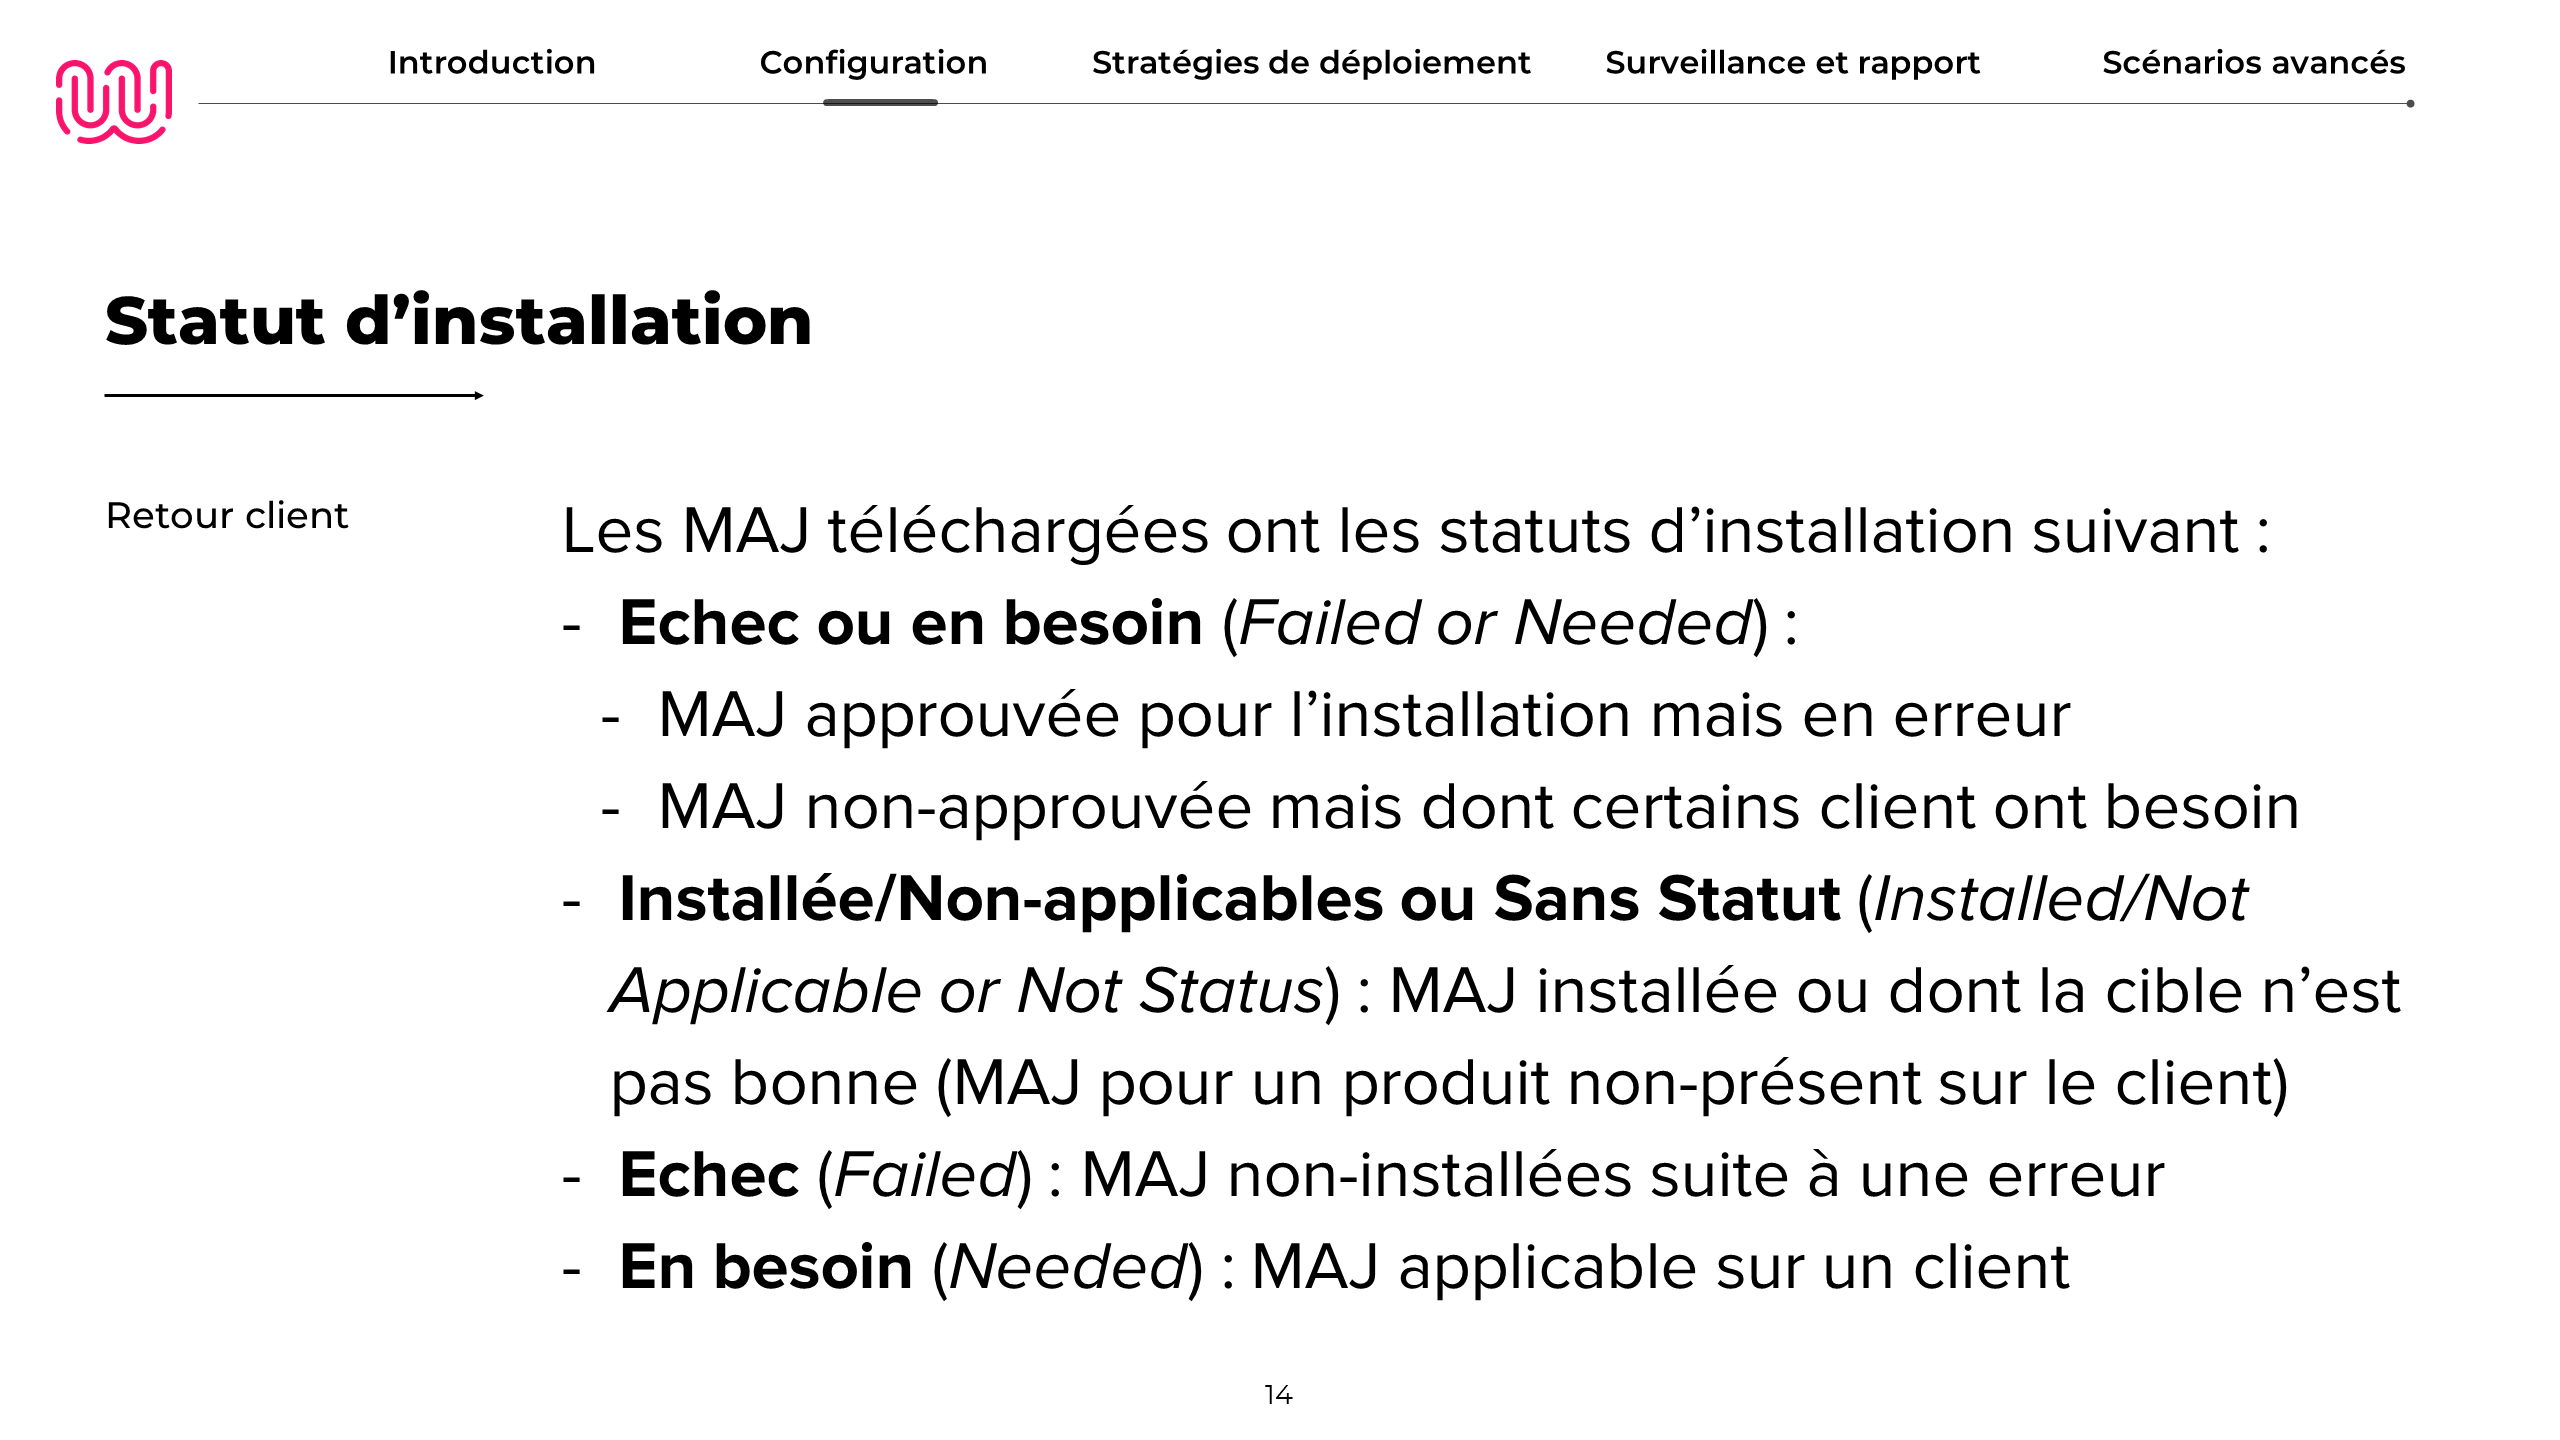 Introduction Configuration Stratégies de déploiement Surveillance et rapport Scénarios avancés
Statut d’installation
Retour client
Les MAJ téléchargées ont les statuts d’installation suivant :
- Echec ou en besoin (Failed or Needed) :
- MAJ approuvée pour l’installation mais en erreur
- MAJ non-approuvée mais dont certains client ont besoin
- Installée/Non-applicables ou Sans Statut (Installed/Not
Applicable or Not Status) : MAJ installée ou dont la cible n’est
pas bonne (MAJ pour un produit non-présent sur le client)
- Echec (Failed) : MAJ non-installées suite à une erreur
- En besoin (Needed) : MAJ applicable sur un client
14